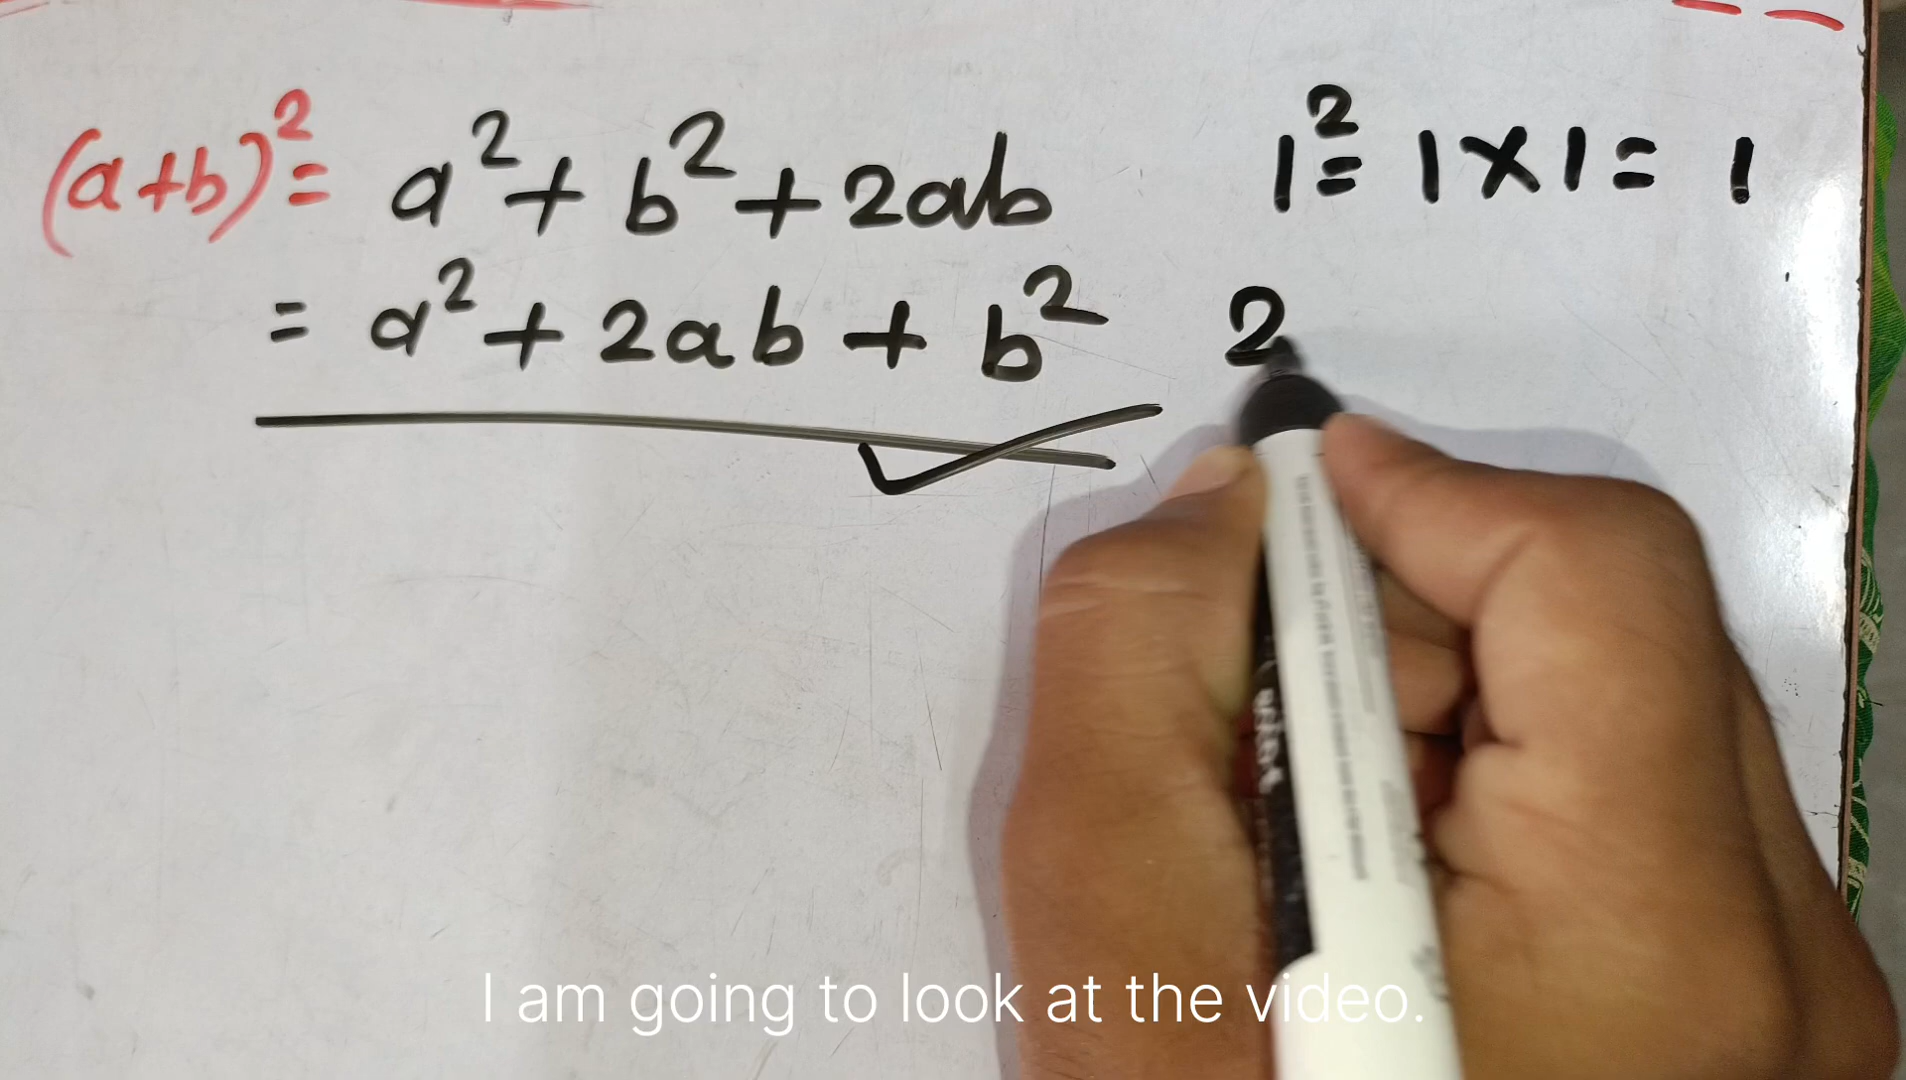 (a+b)² = a² + b² + 2ab
= a² + 2ab + b²
1² = 1 × 1 = 1
2
I am going to look at the video.